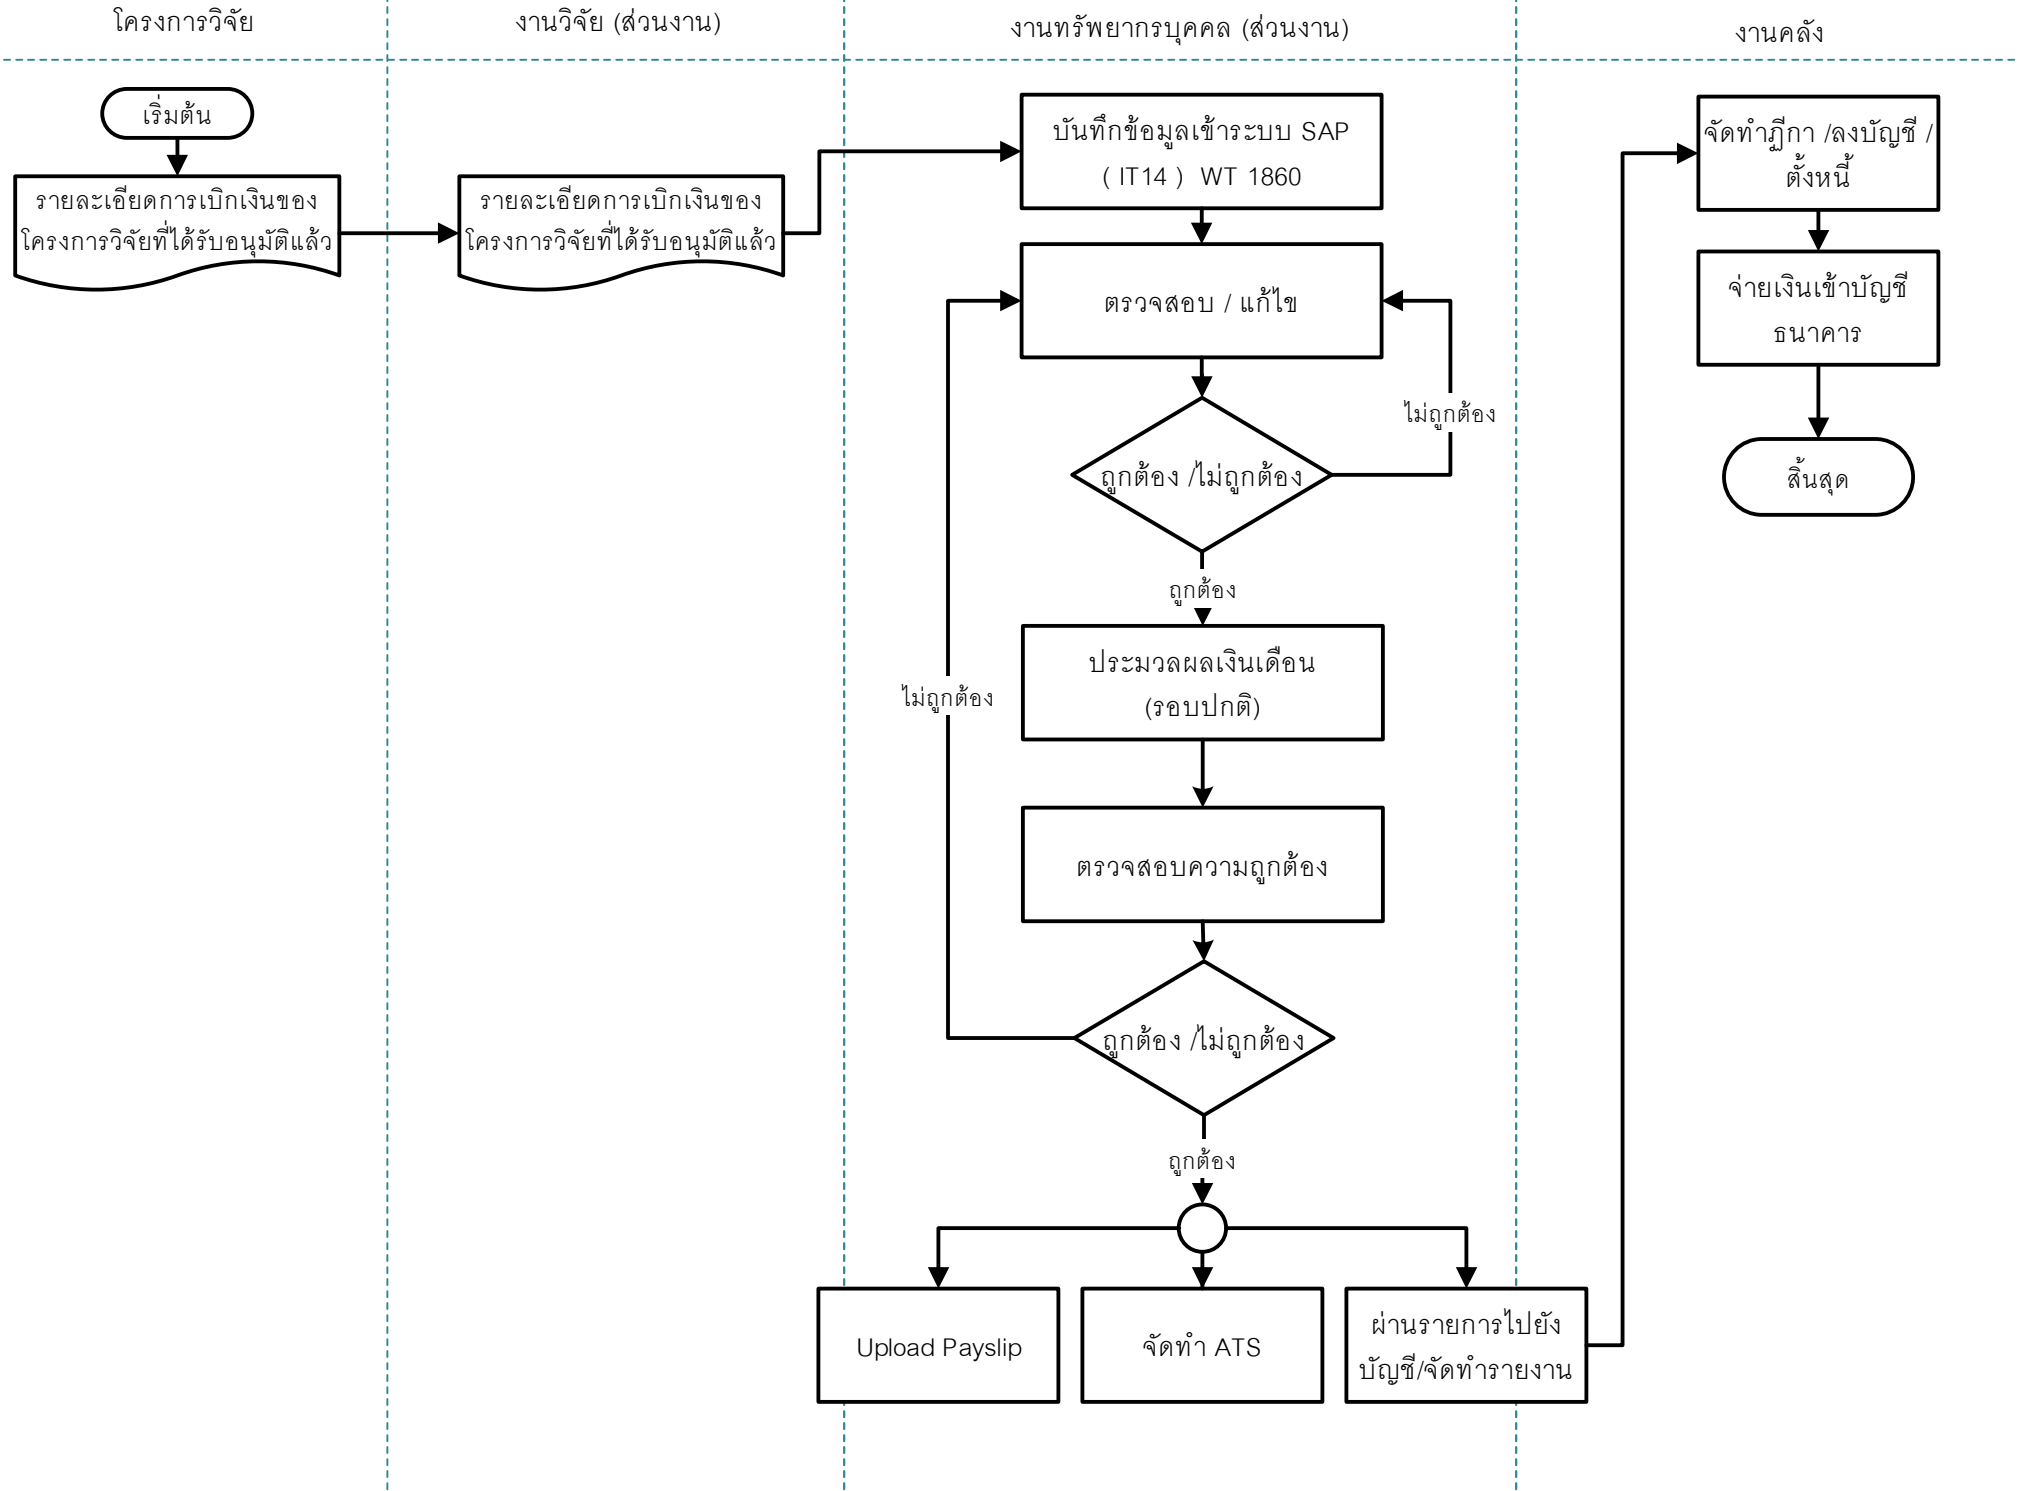 โครงการวิจัย
งานวิจัย (ส่วนงาน)
งานทรัพยากรบุคคล (ส่วนงาน)
งานคลัง
เริ่มต้น
รายละเอียดการเบิกเงินของ
โครงการวิจัยที่ได้รับอนุมัติแล้ว
รายละเอียดการเบิกเงินของ
โครงการวิจัยที่ได้รับอนุมัติแล้ว
บันทึกข้อมูลเข้าระบบ SAP
( IT14 ) WT 1860
ตรวจสอบ / แก้ไข
ไม่ถูกต้อง
ถูกต้อง /ไม่ถูกต้อง
ถูกต้อง
ประมวลผลเงินเดือน
(รอบปกติ)
ไม่ถูกต้อง
ตรวจสอบความถูกต้อง
ถูกต้อง /ไม่ถูกต้อง
ถูกต้อง
Upload Payslip
จัดทำ ATS
ผ่านรายการไปยัง
บัญชี/จัดทำรายงาน
จัดทำฎีกา /ลงบัญชี /
ตั้งหนี้
จ่ายเงินเข้าบัญชี
ธนาคาร
สิ้นสุด